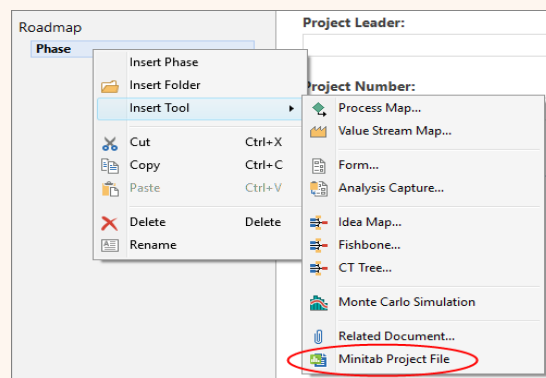 Roadmap
Phase
Project Leader:
Project Number:
Insert Phase
Insert Folder
Insert Tool
Cut Ctrl+X
Copy Ctrl+C
Paste Ctrl+V
Delete Delete
Rename
Process Map...
Value Stream Map...
Form...
Analysis Capture...
Idea Map...
Fishbone...
CT Tree...
Monte Carlo Simulation
Related Document...
Minitab Project File